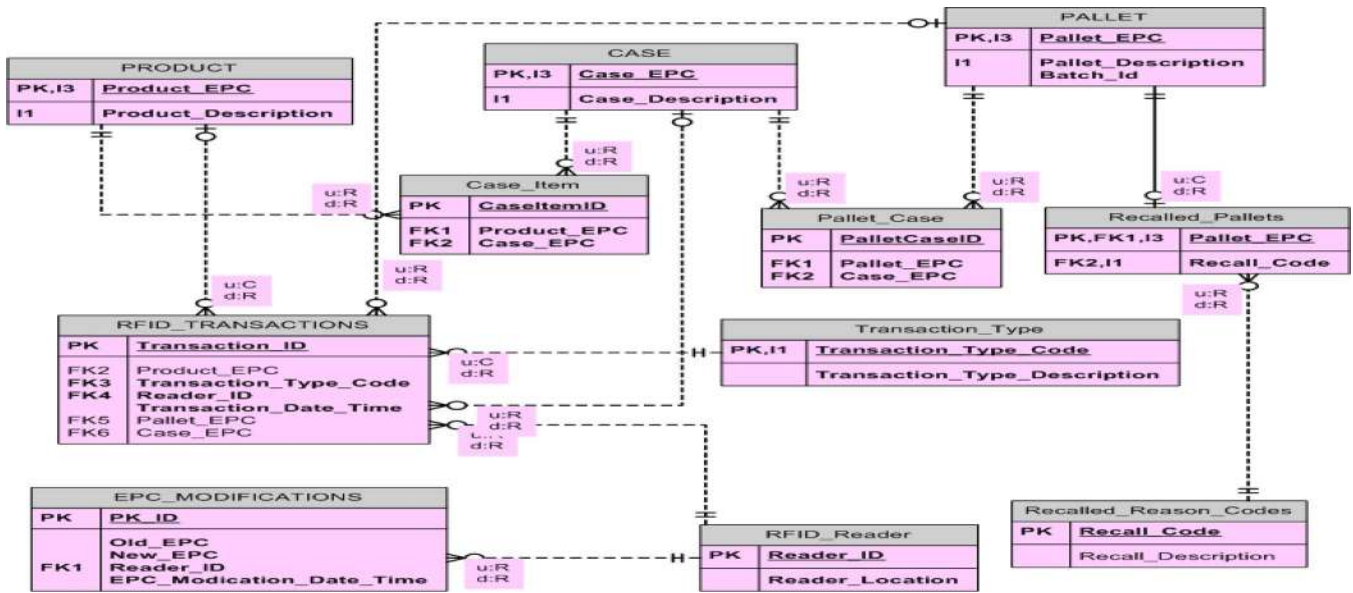 PRODUCT
PK,I3 Product_EPC
I1 Product_Description
CASE
PK,I3 Case_EPC
I1 Case_Description
PALLET
PK,I3 Pallet_EPC
I1 Pallet_Description
Batch_Id
u:R
d:R
u:R
d:R
u:R
d:R
u:R
d:R
u:C
d:R
Case_Item
PK CaseItemID
FK1 Product_EPC
FK2 Case_EPC
Pallet_Case
PK PalletCaseID
FK1 Pallet_EPC
FK2 Case_EPC
Recalled_Pallets
PK,FK1,I3 Pallet_EPC
FK2,I1 Recall_Code
u:C
d:R
u:R
d:R
u:R
d:R
RFID_TRANSACTIONS
PK Transaction_ID
FK2 Product_EPC
FK3 Transaction_Type_Code
FK4 Reader_ID
Transaction_Date_Time
FK5 Pallet_EPC
FK6 Case_EPC
u:C
d:R
u:R
d:R
d:R
Transaction_Type
PK,I1 Transaction_Type_Code
Transaction_Type_Description
EPC_MODIFICATIONS
PK PK_ID
Old_EPC
New_EPC
FK1 Reader_ID
EPC_Modication_Date_Time
u:R
d:R
RFID_Reader
PK Reader_ID
Reader_Location
Recalled_Reason_Codes
PK Recall_Code
Recall_Description